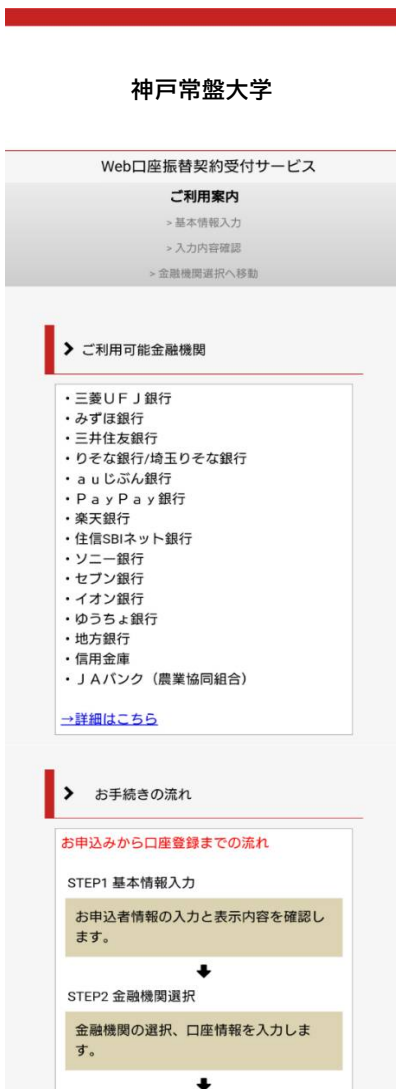 神戸常盤大学
Web口座振替契約受付サービス
ご利用案内
> 基本情報入力
> 入力内容確認
> 金融機関選択へ移動
ご利用可能金融機関
・三菱ＵＦＪ銀行
・みずほ銀行
・三井住友銀行
・りそな銀行/埼玉りそな銀行
・ａｕじぶん銀行
・ＰａｙＰａｙ銀行
・楽天銀行
・住信SBIネット銀行
・ソニー銀行
・セブン銀行
・イオン銀行
・ゆうちょ銀行
・地方銀行
・信用金庫
・ＪＡバンク（農業協同組合）
→詳細はこちら
お手続きの流れ
お申込みから口座登録までの流れ
STEP1 基本情報入力
お申込者情報の入力と表示内容を確認し
ます。
STEP2 金融機関選択
金融機関の選択、口座情報を入力しま
す。